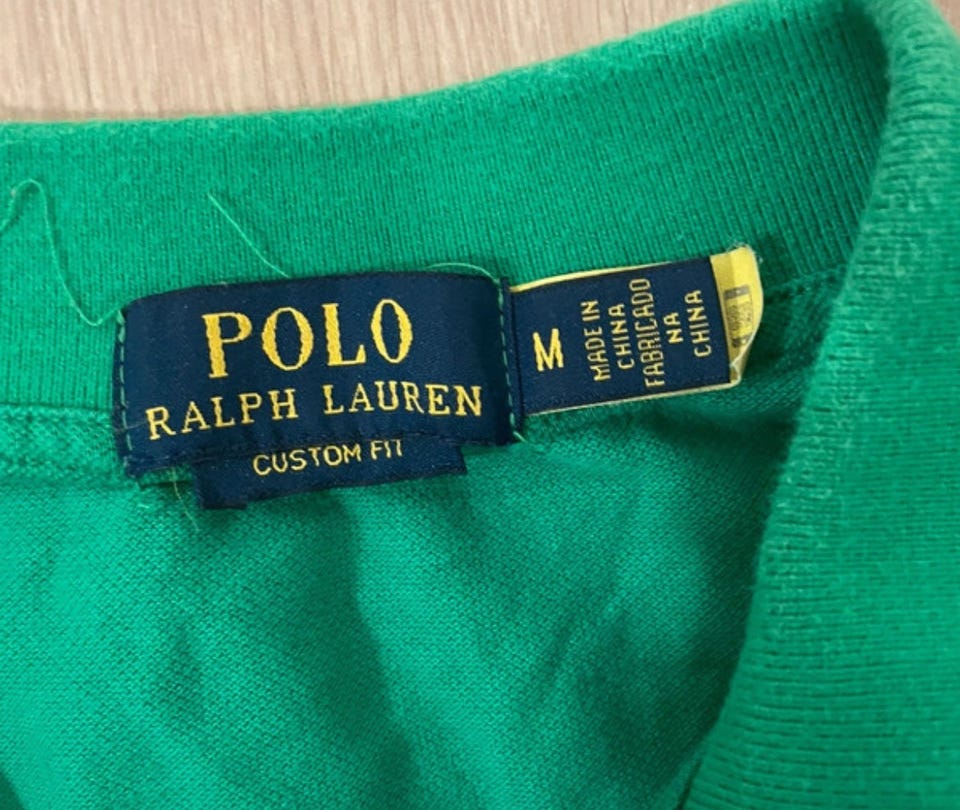 POLO
RALPH LAUREN
CUSTOM FIT
M
MADE IN
CHINA
FABRICADO
NA
CHINA